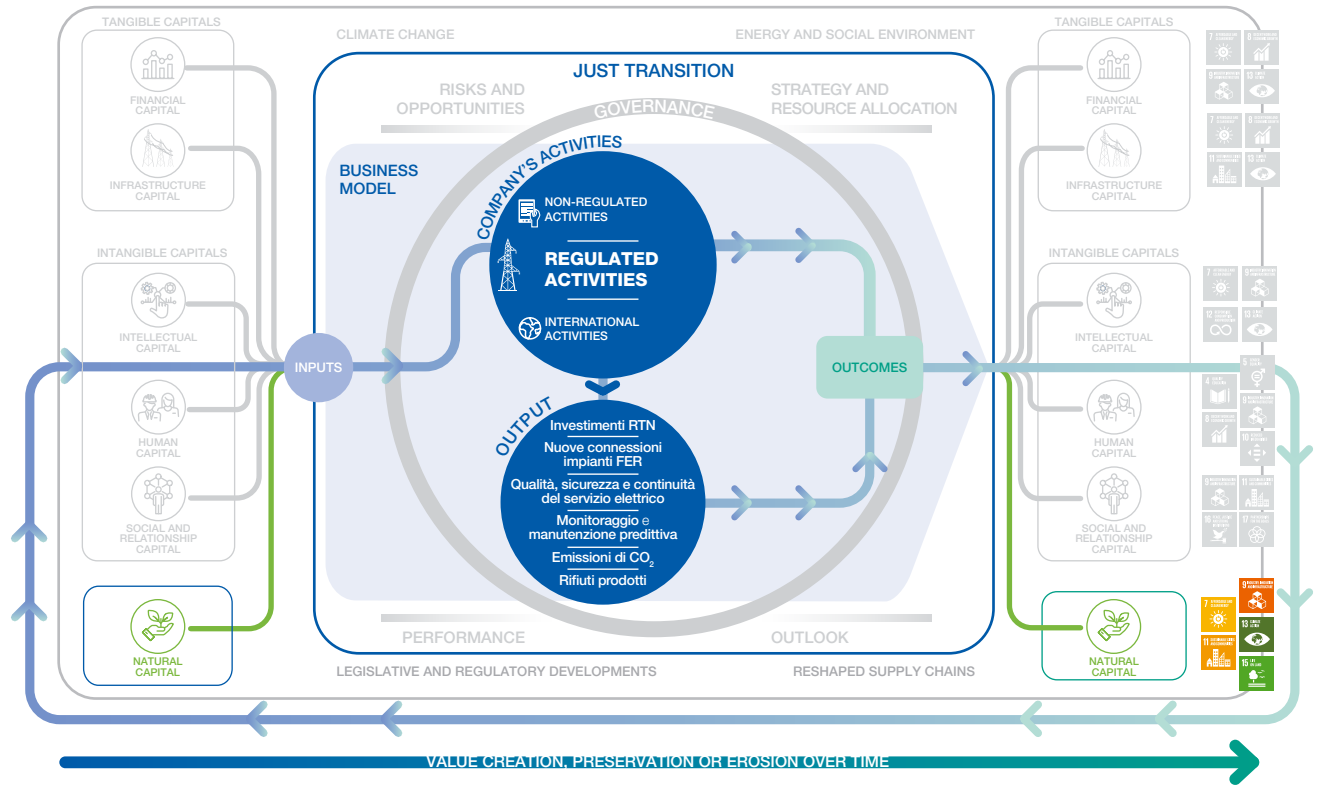 TANGIBLE CAPITALS
FINANCIAL
CAPITAL
INFRASTRUCTURE
CAPITAL
INTANGIBLE CAPITALS
INTELLECTUAL
CAPITAL
HUMAN
CAPITAL
SOCIAL AND
RELATIONSHIP
CAPITAL
NATURAL
CAPITAL
INPUTS
CLIMATE CHANGE
ENERGY AND SOCIAL ENVIRONMENT
JUST TRANSITION
RISKS AND
OPPORTUNITIES
STRATEGY AND
RESOURCE ALLOCATION
GOVERNANCE
BUSINESS
MODEL
COMPANY'S ACTIVITIES
NON-REGULATED
ACTIVITIES
REGULATED
ACTIVITIES
INTERNATIONAL
ACTIVITIES
OUTPUT
Investimenti RTN
Nuove connessioni
impianti FER
Qualità, sicurezza e continuità
del servizio elettrico
Monitoraggio e
manutenzione predittiva
Emissioni di CO₂
Rifiuti prodotti
OUTCOMES
PERFORMANCE
OUTLOOK
LEGISLATIVE AND REGULATORY DEVELOPMENTS
RESHAPED SUPPLY CHAINS
TANGIBLE CAPITALS
FINANCIAL
CAPITAL
INFRASTRUCTURE
CAPITAL
INTANGIBLE CAPITALS
INTELLECTUAL
CAPITAL
HUMAN
CAPITAL
SOCIAL AND
RELATIONSHIP
CAPITAL
NATURAL
CAPITAL
9
7
13
11
15
VALUE CREATION, PRESERVATION OR EROSION OVER TIME